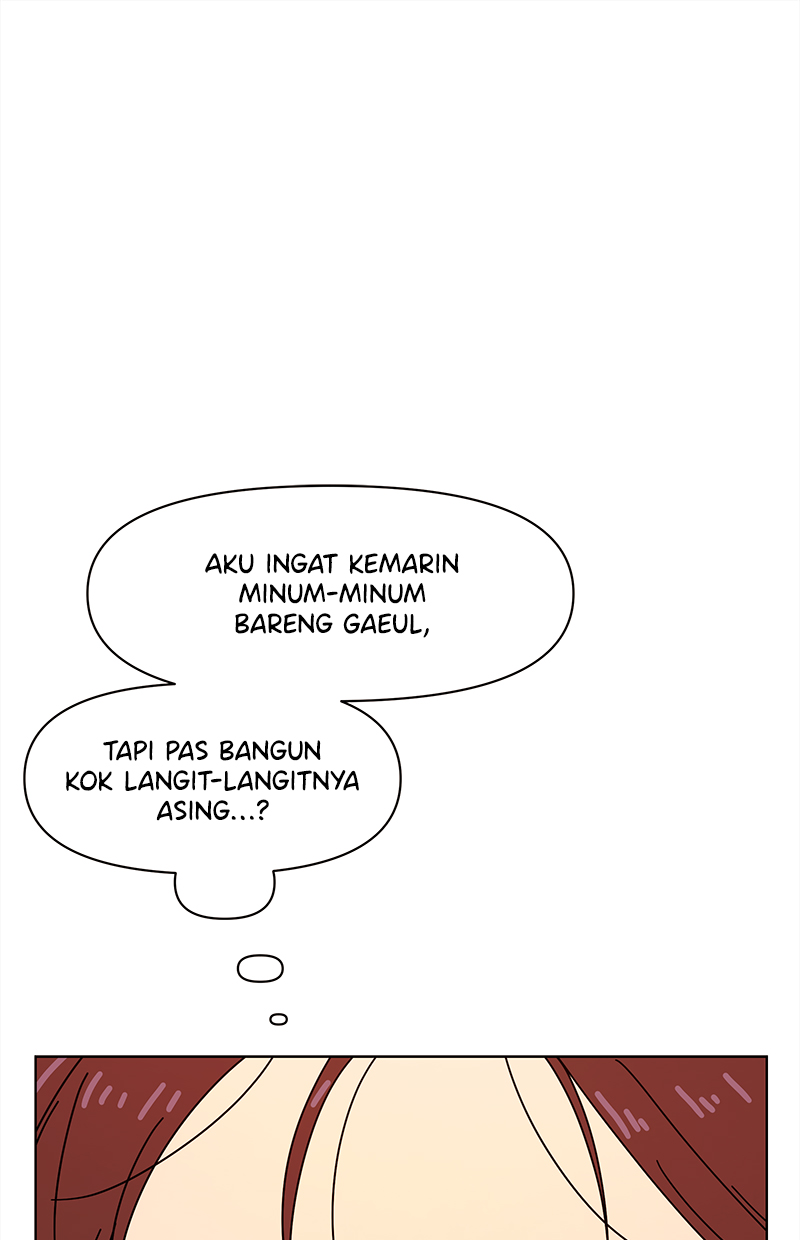 AKU INGAT KEMARIN
MINUM-MINUM
BARENG GAEUL,
TAPI PAS BANGUN
KOK LANGIT-LANGITNYA
ASING...?